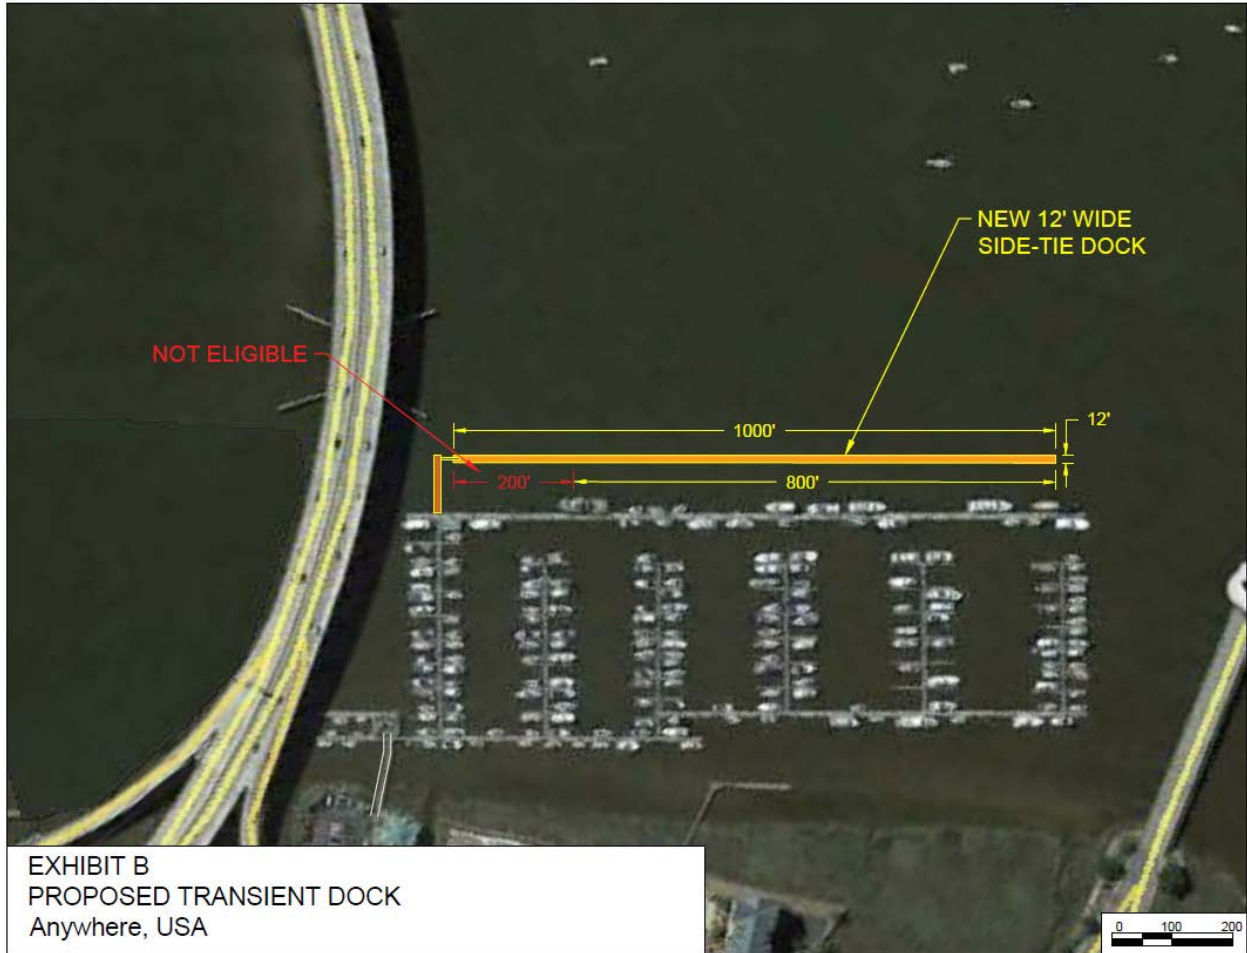 NEW 12' WIDE
SIDE-TIE DOCK
NOT ELIGIBLE
1000'
12'
200'
800'
EXHIBIT B
PROPOSED TRANSIENT DOCK
Anywhere, USA
0 100 200